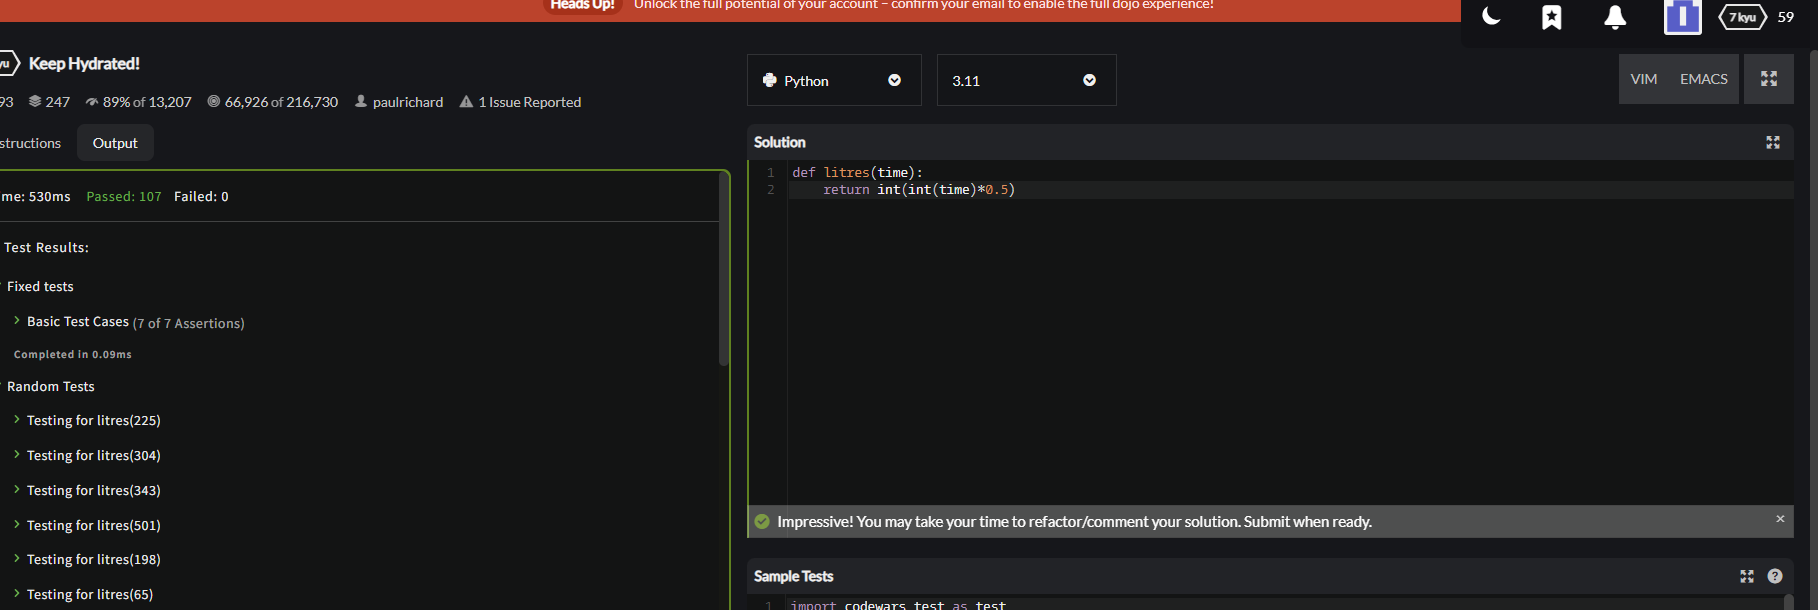 Heads Up! Unlock the full potential of your account – confirm your email to enable the full dojo experience!
7 kyu 59
yu Keep Hydrated!
93 247 89% of 13,207 66,926 of 216,730 paulrichard 1 Issue Reported
Python 3.11 VIM EMACS
structions Output
Solution
1 def litres(time):
2 return int(int(time)*0.5)
me: 530ms Passed: 107 Failed: 0
Test Results:
Fixed tests
Basic Test Cases (7 of 7 Assertions)
Completed in 0.09ms
Random Tests
Testing for litres(225)
Testing for litres(304)
Testing for litres(343)
Testing for litres(501)
Testing for litres(198)
Testing for litres(65)
Impressive! You may take your time to refactor/comment your solution. Submit when ready.
Sample Tests
1 import codewars_test as test